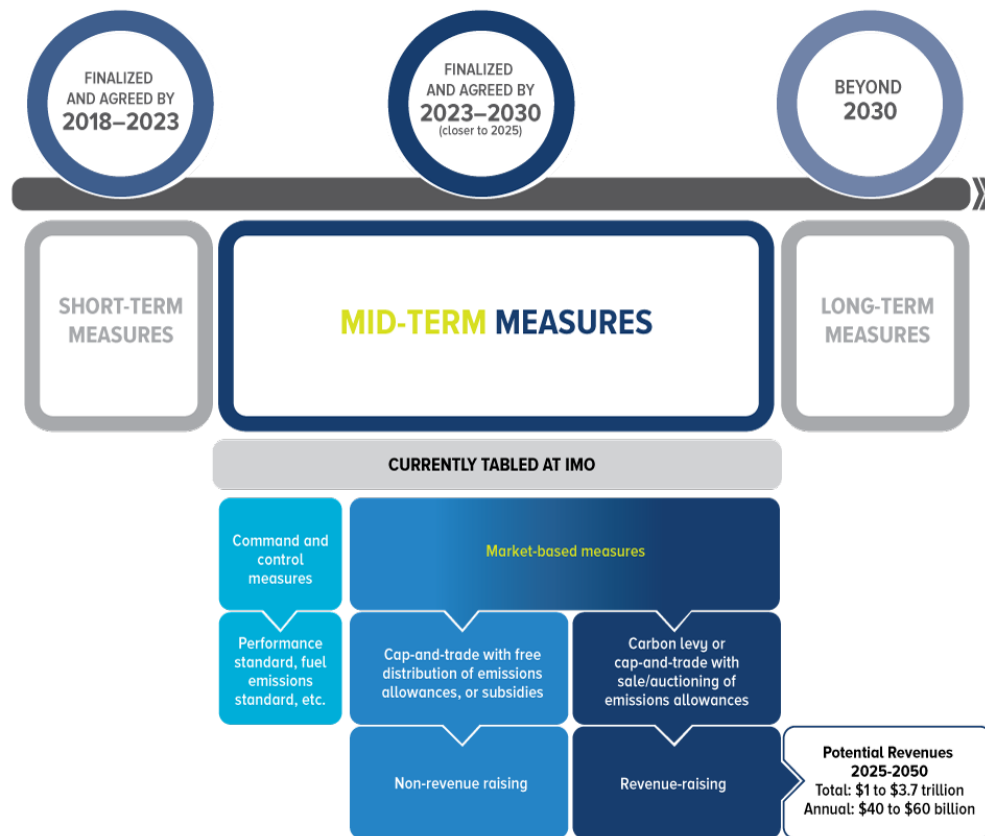 FINALIZED
AND AGREED BY
2018–2023
FINALIZED
AND AGREED BY
2023–2030
(closer to 2025)
BEYOND
2030
SHORT-TERM
MEASURES
MID-TERM MEASURES
LONG-TERM
MEASURES
CURRENTLY TABLED AT IMO
Command and
control
measures
Market-based measures
Performance
standard, fuel
emissions
standard, etc.
Cap-and-trade with free
distribution of emissions
allowances, or subsidies
Carbon levy or
cap-and-trade with
sale/auctioning of
emissions allowances
Non-revenue raising
Revenue-raising
Potential Revenues
2025-2050
Total: $1 to $3.7 trillion
Annual: $40 to $60 billion